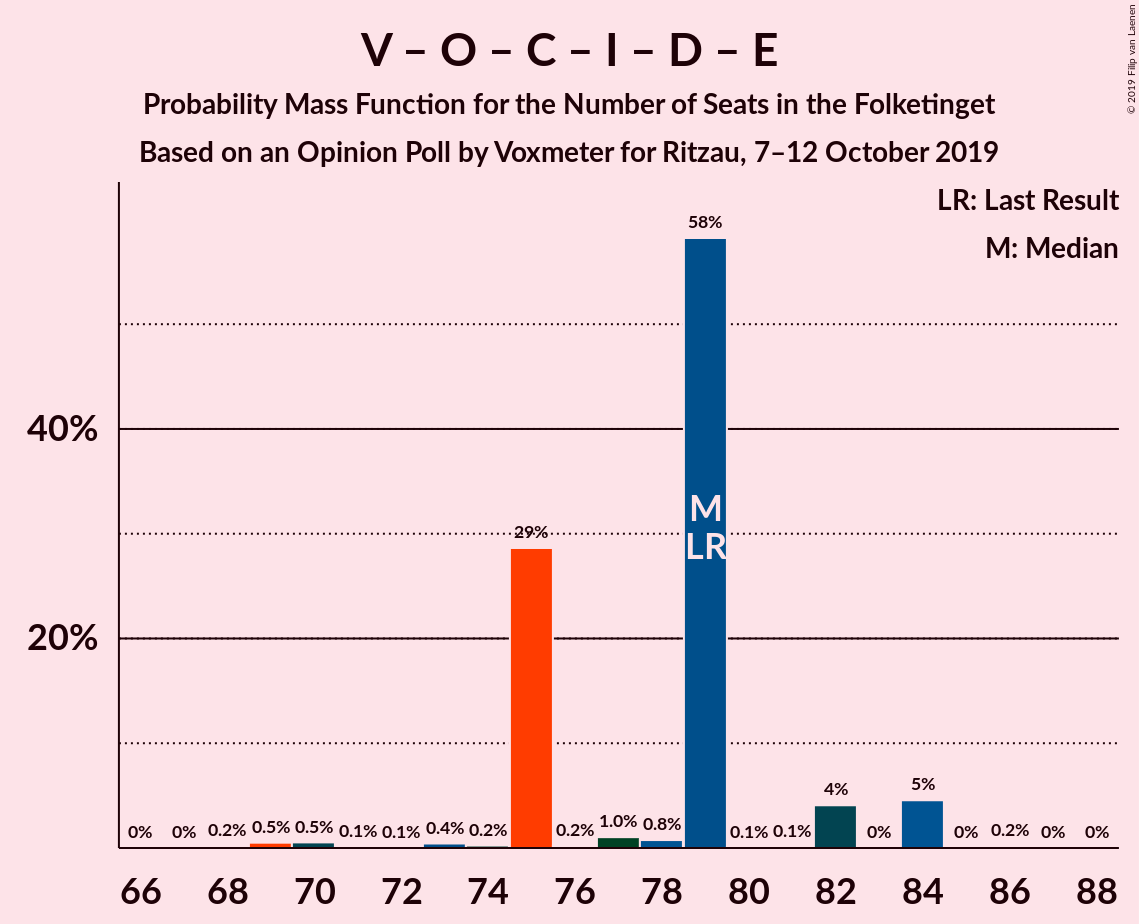 V – O – C – I – D – E
Probability Mass Function for the Number of Seats in the Folketinget
Based on an Opinion Poll by Voxmeter for Ritzau, 7–12 October 2019
© 2019 Filip van Laenen
LR: Last Result
M: Median
58%
40%
M
LR
29%
20%
5%
4%
0% 0% 0.2% 0.5% 0.5% 0.1% 0.1% 0.4% 0.2% 0.2% 1.0% 0.8% 0.1% 0.1% 0% 0% 0.2% 0% 0%
66 68 70 72 74 76 78 80 82 84 86 88